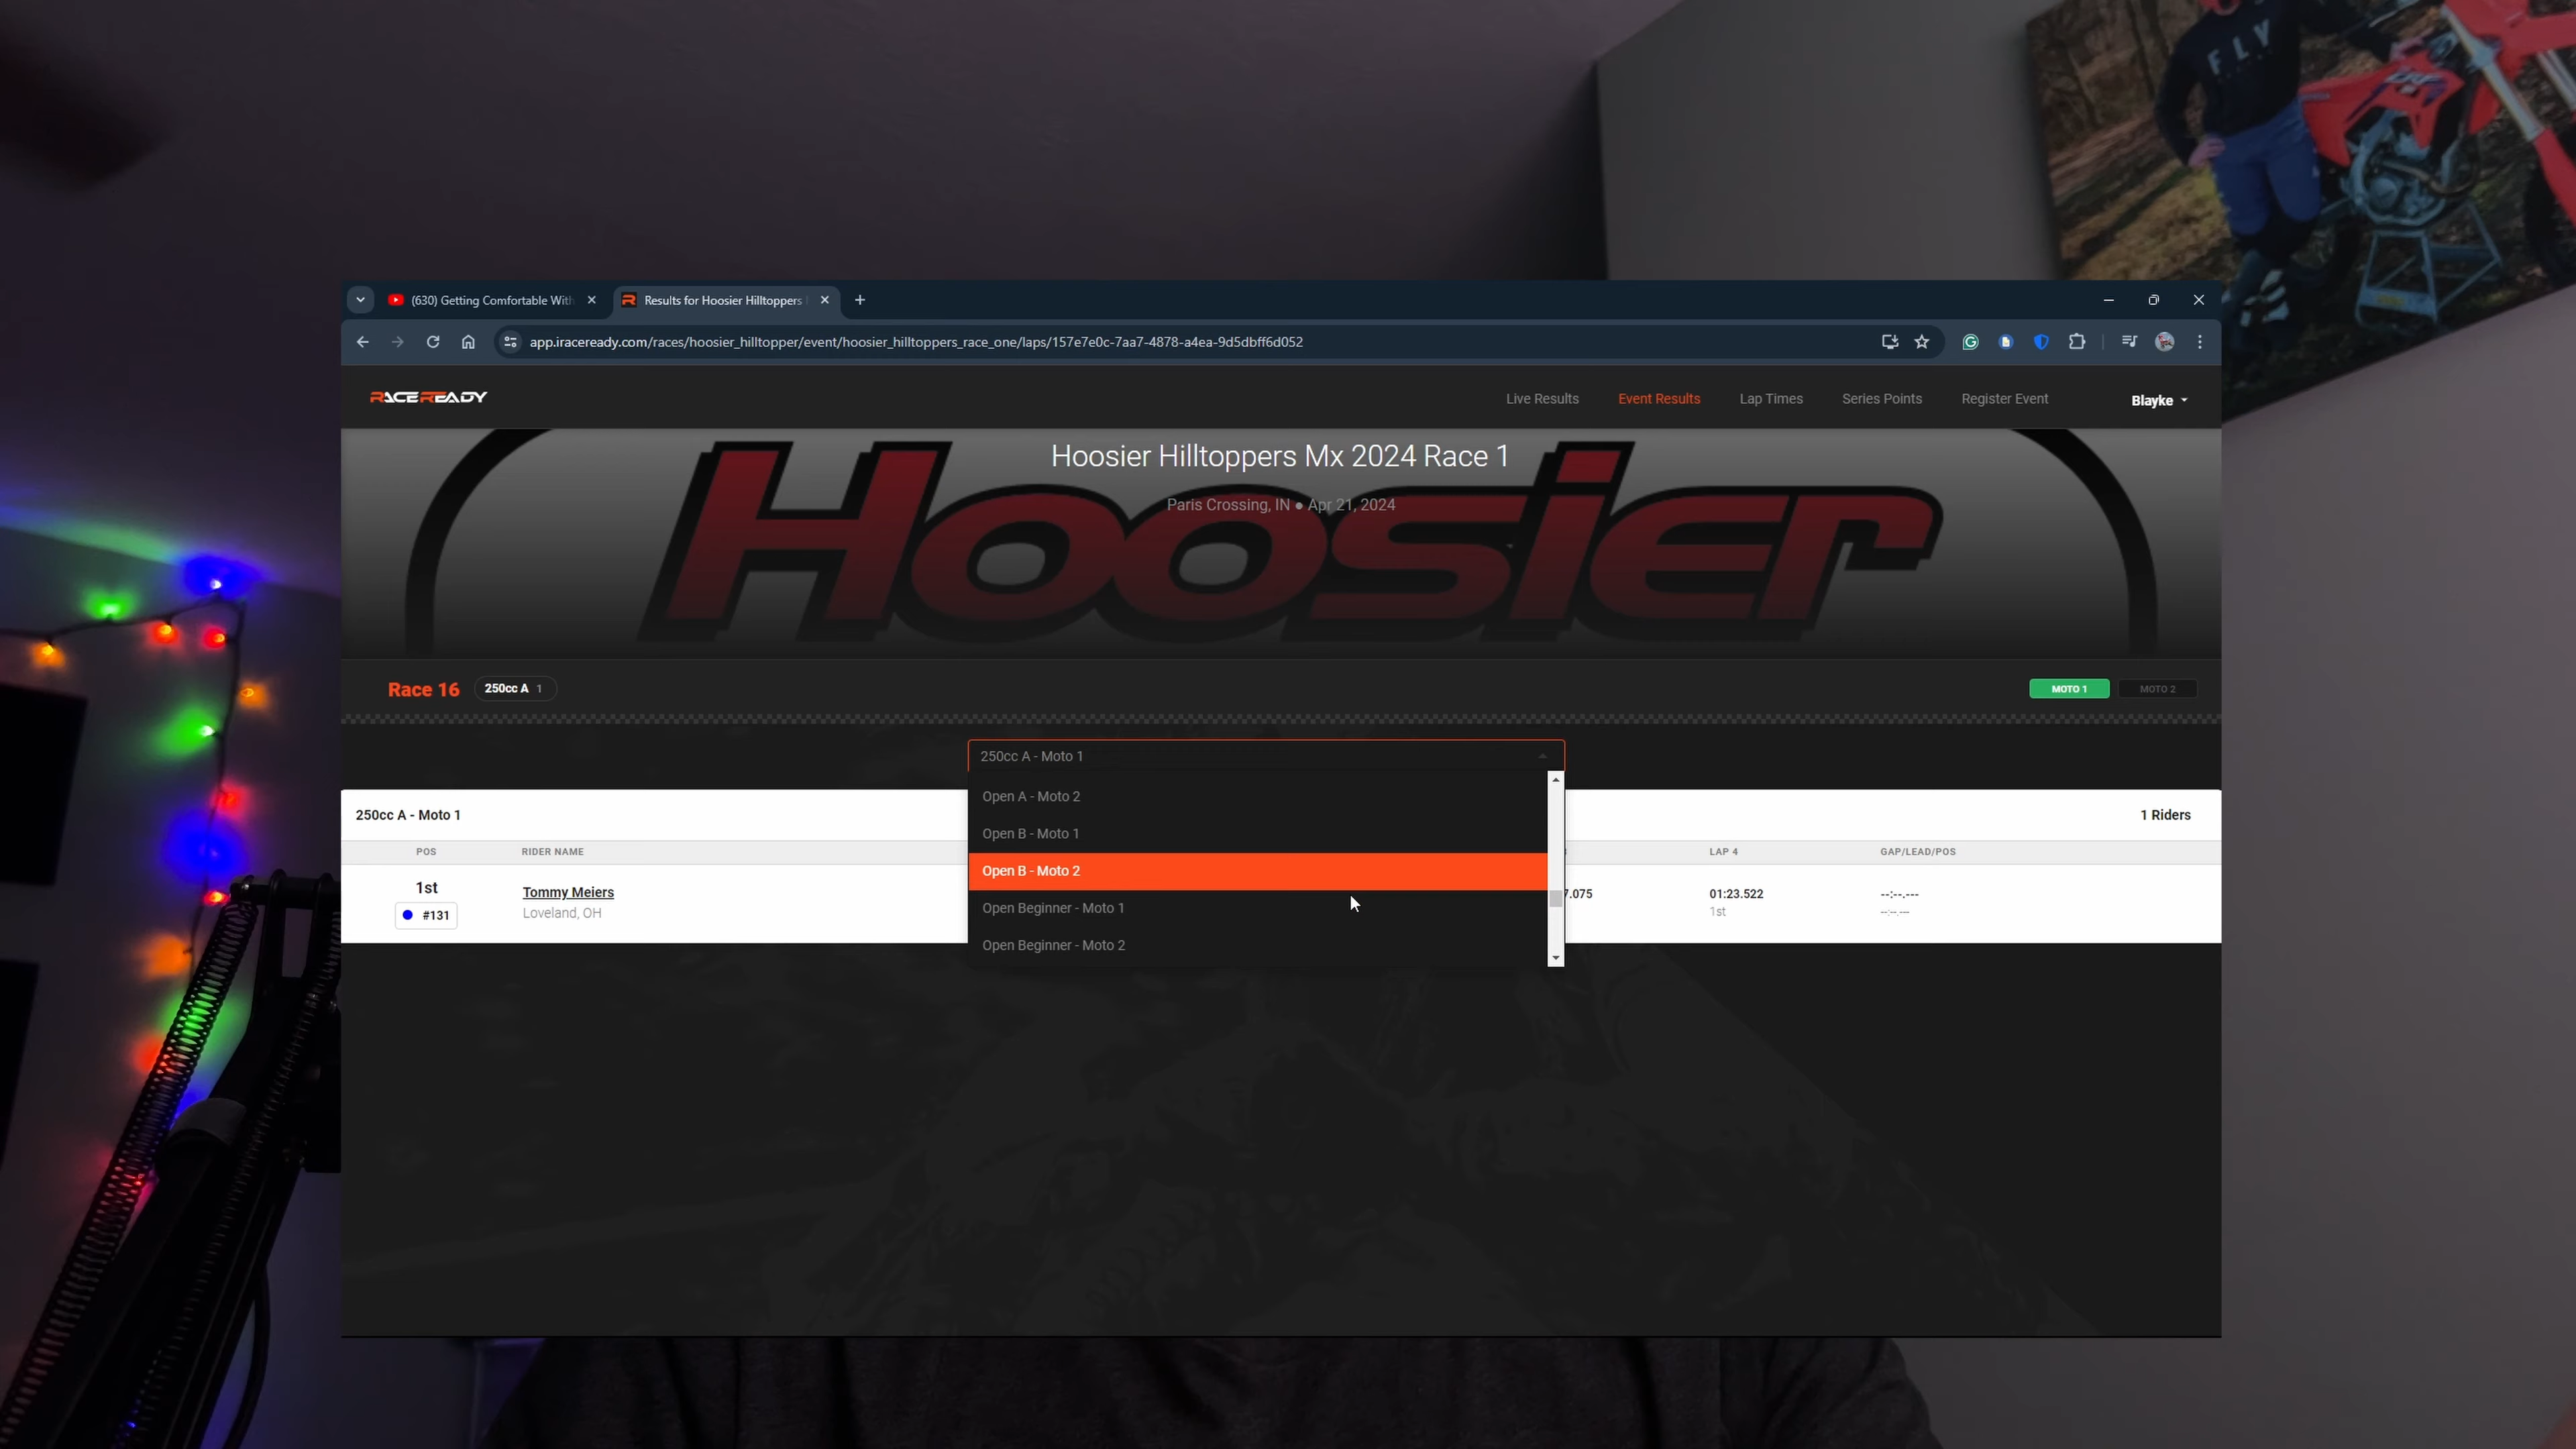 FLY
CRF
(630) Getting Comfortable With
Results for Hoosier Hilltoppers
app.iraceready.com/races/hoosier_hilltopper/event/hoosier_hilltoppers_race_one/laps/157e7e0c-7aa7-4878-a4ea-9d5dbff6d052
RACEREADY
Live Results
Event Results
Lap Times
Series Points
Register Event
Blayke
Hoosier
Hoosier Hilltoppers Mx 2024 Race 1
Paris Crossing, IN ● Apr 21, 2024
Race 16
250cc A 1
MOTO 1
MOTO 2
250cc A - Moto 1
Open A - Moto 2
Open B - Moto 1
Open B - Moto 2
Open Beginner - Moto 1
Open Beginner - Moto 2
250cc A - Moto 1
1 Riders
POS
RIDER NAME
LAP 4
GAP/LEAD/POS
1st
#131
Tommy Meiers
Loveland, OH
7.075
01:23.522
1st
--:--.---
--:--.---